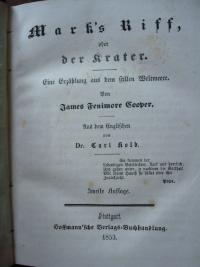 Mark's Riff,
oder
der Krater.
Eine Erzählung aus dem stillen Weltmeere.
Von
James Fenimore Cooper.
Aus dem Englischen
von
Dr. Carl Kolb.
Pope.
Zweite Auflage.
Stuttgart.
Hoffmann'sche Verlags-Buchhandlung.
1853.